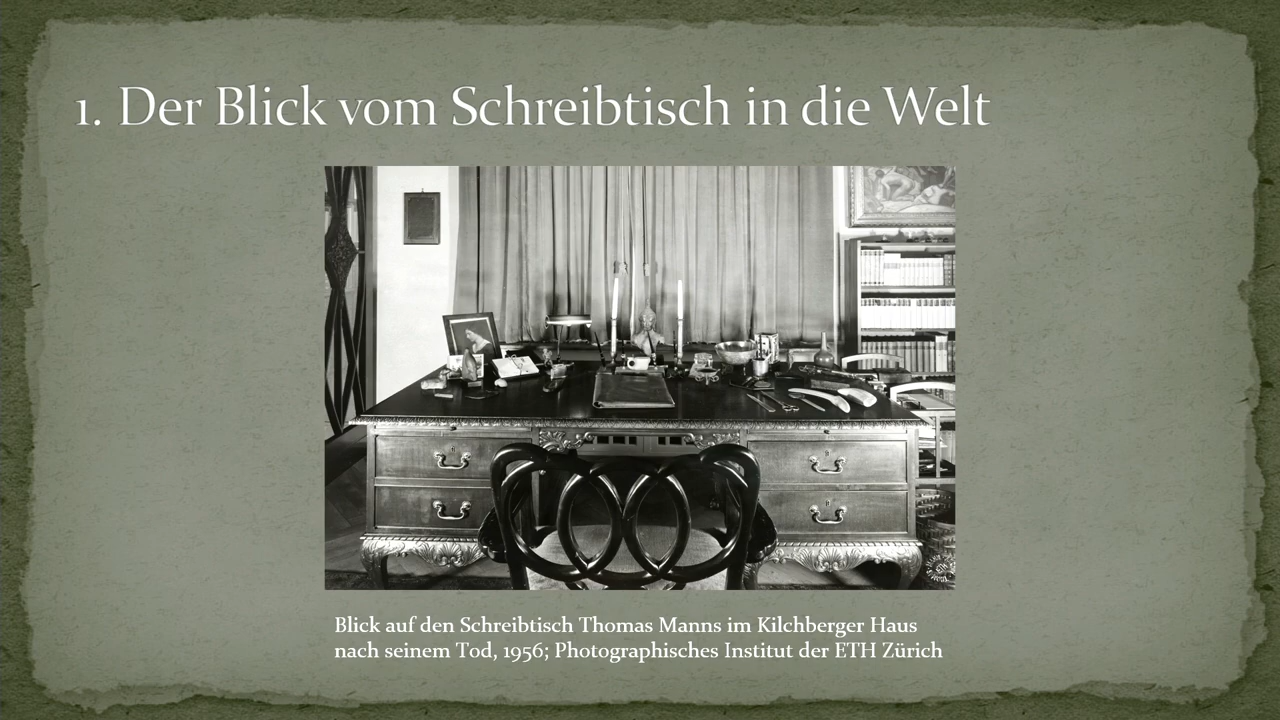 1. Der Blick vom Schreibtisch in die Welt
Blick auf den Schreibtisch Thomas Manns im Kilchberger Haus
nach seinem Tod, 1956; Photographisches Institut der ETH Zürich